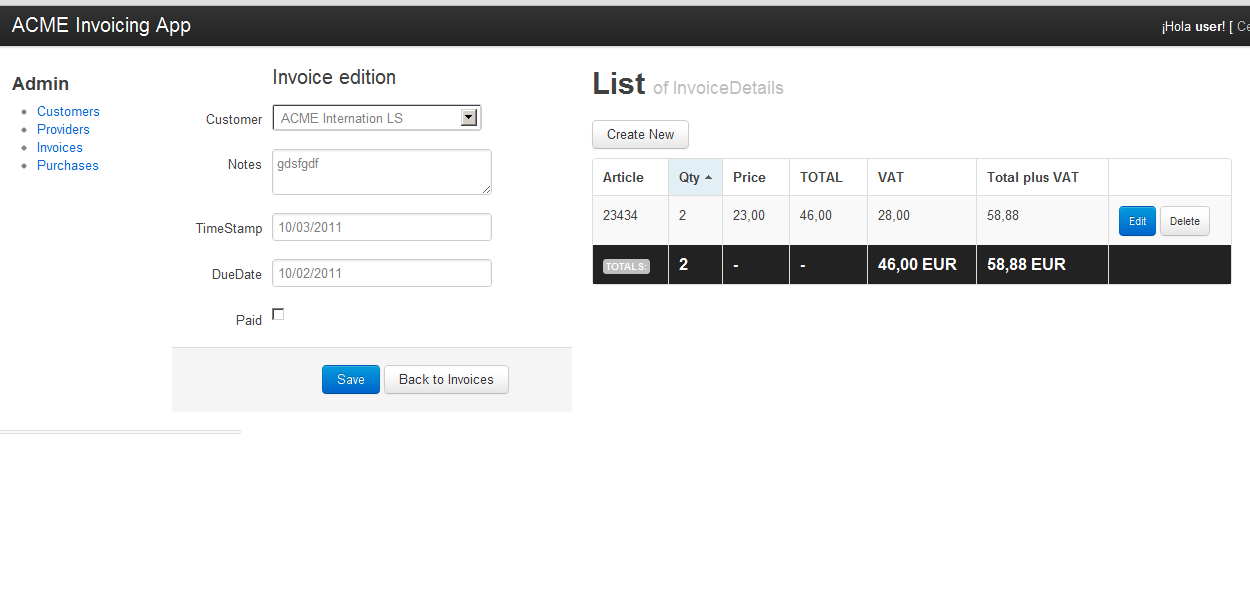 ACME Invoicing App
¡Hola user! [ Ce
Admin
Customers
Providers
Invoices
Purchases
Invoice edition
Customer ACME Internation LS
Notes gdsfgdf
TimeStamp 10/03/2011
DueDate 10/02/2011
Paid
Save Back to Invoices
List of InvoiceDetails
Create New
Article Qty Price TOTAL VAT Total plus VAT
23434 2 23,00 46,00 28,00 58,88 Edit Delete
TOTALS: 2 - - 46,00 EUR 58,88 EUR